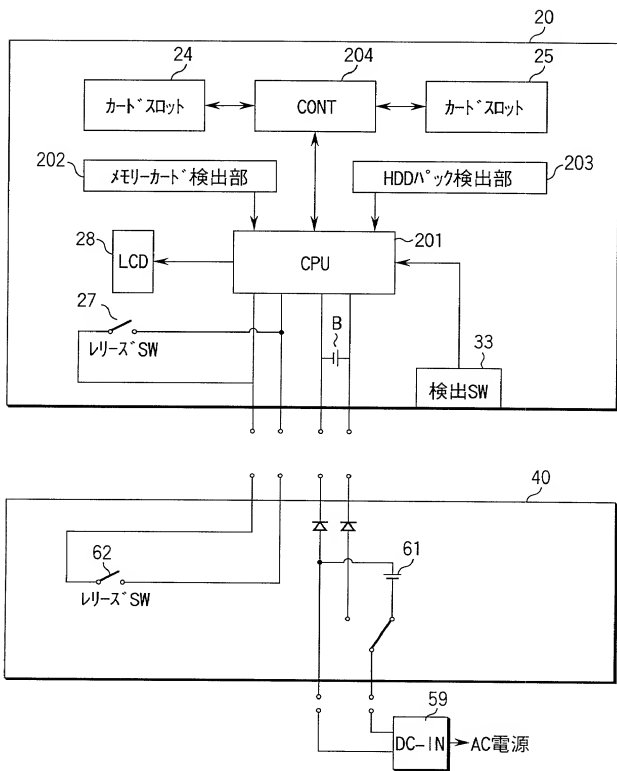 20
24
204
25
カードスロット
CONT
カードスロット
202
メモリーカード検出部
HDDパック検出部
203
28
LCD
201
CPU
27
レリーズSW
B
33
検出SW
40
62
レリーズSW
61
59
DC-IN
AC電源